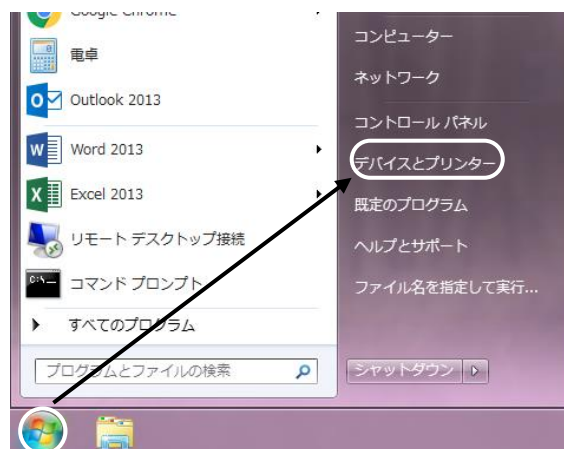 Google Chrome
電卓
Outlook 2013
Word 2013
Excel 2013
リモート デスクトップ接続
コマンド プロンプト
すべてのプログラム
プログラムとファイルの検索
コンピューター
ネットワーク
コントロール パネル
デバイスとプリンター
既定のプログラム
ヘルプとサポート
ファイル名を指定して実行...
シャットダウン